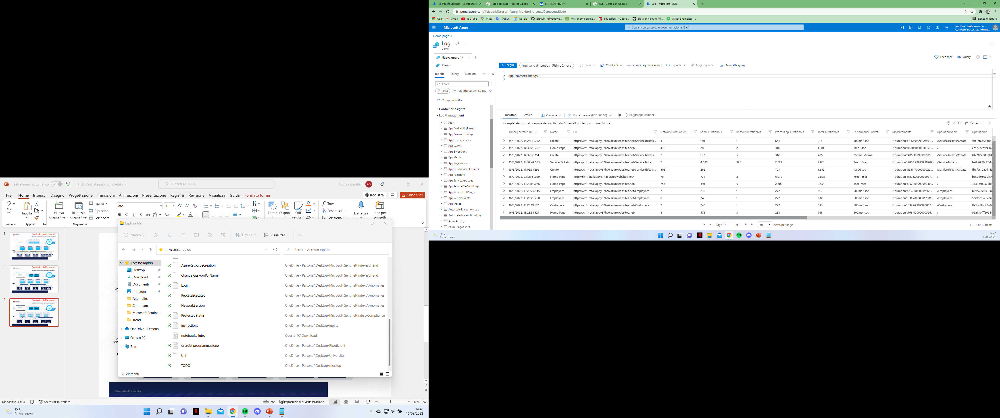 Microsoft Sentinel - Microsoft Az
iaas paas saas - Ricerca Google
MITRE ATT&CK®
trad - Cerca con Google
Log - Microsoft Azure
portal.azure.com/#blade/Microsoft_Azure_Monitoring_Logs/DemoLogsBlade
App Gmail YouTube Maps Traduci Notizie GitHub - trimstray/t... Metronomo online... Education - 40 Esse... Electronic Drum Ad... Watch Shameless –... Elenco di lettura
Microsoft Azure
Cerca risorse, servizi e documentazione (G+/)
andrea.gentilini.ext@m...
CONTOSO (M365X753770.ONMI...
Home page >
Log
Demo
Nuova query 1*
Feedback Query
Demo
Esegui Intervallo di tempo : Ultime 24 ore Salva Condividi Nuova regola di avviso Esporta Aggiungi a Formatta query
Tabelle Query Funzioni ...
1
2 AppBrowserTimings
3
Cerca
Filtro Raggruppa per: Soluz...
Comprimi tutto
ContainerInsights
LogManagement
Alert
AppAvailabilityResults
AppBrowserTimings
AppDependencies
AppEvents
AppExceptions
AppMetrics
AppPageViews
AppPerformanceCounters
AppRequests
AppServiceAppLogs
AppServiceFileAuditLogs
AppServiceHTTPLogs
AppSystemEvents
AppTraces
AutoscaleEvaluationsLog
AutoscaleScaleActionsLog
AzureActivity
AzureDiagnostics
Risultati Grafico Colonne Visualizza ora (UTC+00:00) Raggruppa colonne
Completato. Visualizzazione dei risultati dall'intervallo di tempo ultime 24 ore. 00:01.0 12 record
TimeGenerated [UTC] Name Url NetworkDurationMs SendDurationMs ReceiveDurationMs ProcessingDurationMs TotalDurationMs PerformanceBucket Measurements OperationName OperationId
15/3/2022, 14:26:38.232 Create https://ch1-retailappy37ha6.azurewebsites.net/ServiceTickets... 3 160 1 648 814 500ms-1sec {"duration":813.59999999403... /ServiceTickets/Create 1f03ef6454a844
15/3/2022, 14:32:20.797 Home Page https://ch1-retailappy37ha6.azurewebsites.net/ 476 288 2 316 1.081 1sec-3sec {"duration":1080.9000000059... / ee17272c9f4344
15/3/2022, 14:32:36.114 Create https://ch1-retailappy37ha6.azurewebsites.net/ServiceTickets... 7 157 5 312 485 250ms-500ms {"duration":485.39999999105... /ServiceTickets/Create 01728c2203004
15/3/2022, 14:32:49.535 Service Tickets https://ch1-retailappy37ha6.azurewebsites.net/ServiceTickets 7 4.695 325 2.821 7.851 7sec-15sec {"duration":7850.79999999702} /ServiceTickets ba8c6970c2644
15/3/2022, 17:02:51.296 Create https://ch1-retailappy37ha6.azurewebsites.net/ServiceTickets... 503 262 1 793 1.559 1sec-3sec {"duration":1558.7000000029... /ServiceTickets/Create fb6f0c1baad149
16/3/2022, 03:08:51.929 Home Page http://ch1-retailappy37ha6.azurewebsites.net/ 78 774 2 6.972 7.825 7sec-15sec {"duration":7825.0999999977... / bc53d050abf54
16/3/2022, 13:28:02.066 Home Page https://ch1-retailappy37ha6.azurewebsites.net/ 756 410 5 2.400 3.571 3sec-7sec {"duration":3571.0999999940... / 3739bf02573b4
16/3/2022, 13:28:27.945 Employees https://ch1-retailappy37ha6.azurewebsites.net/Employees 7 233 1 272 515 500ms-1sec {"duration":515.30000001192... /Employees b0fe45588e834
16/3/2022, 13:28:23.258 Employees https://ch1-retailappy37ha6.azurewebsites.net/Employees 8 245 1 277 532 500ms-1sec {"duration":531.700000017881... /Employees 5c216c85e8ef48
16/3/2022, 13:28:19.102 Customers https://ch1-retailappy37ha6.azurewebsites.net/Customers 7 246 1 277 533 500ms-1sec {"duration":532.69999998807... /Customers f68ba11bc70a46
16/3/2022, 13:28:31.527 Home Page https://ch1-retailappy37ha6.azurewebsites.net/ 8 473 3 283 768 500ms-1sec {"duration":768.40000000596... / 06a730fff50241
Page 1 of 1 50 items per page 1 - 12 of 12 items
15°C
Preval. nuvol.
14:48
16/03/2022
Salvataggio automatico HLD • Salvataggio completato Cerca (ALT+X) Andrea Gentilini AG
File Home Inserisci Disegno Progettazione Transizioni Animazioni Presentazione Registra Revisione Visualizza Guida Formato forma Registra Condividi
Incolla
Nuova diapositiva
Riutilizza diapositive
Layout
Ripristina
Sezione
Lato 11
G C S S ab AV Aa A
Forme Disponi Stili veloci
Trova
Sostituisci
Seleziona
Dettatura
Idee per progetti
Annulla Appunti Diapositive
1
Contesto di riferimento
2
Contesto di riferimento
3
Contesto di riferimento
Esplora file
Nuovo Ordina Visualizza ...
Accesso rapido
Cerca in Accesso rapido
Accesso rapido
Desktop
Download
Documenti
Immagini
Anomalies
Compliance
Microsoft Sentinel
Trend
OneDrive - Personal
Questo PC
Rete
AzureResourceCreation OneDrive - Personal\Desktop\Microsoft Sentinel\Indexes\Trend
ChangePasswordOrName OneDrive - Personal\Desktop\Microsoft Sentinel\Indexes\Trend
Login OneDrive - Personal\Desktop\Microsoft Sentinel\Index...\Anomalies
ProcessExecuted OneDrive - Personal\Desktop\Microsoft Sentinel\Index...\Anomalies
NetworkSession OneDrive - Personal\Desktop\Microsoft Sentinel\Index...\Anomalies
ProtectedStatus OneDrive - Personal\Desktop\Microsoft Sentinel\Inde...\Compliance
instructions OneDrive - Personal\Desktop\jupyter
notebooks_Intro Questo PC\Download
esercizi programmazione OneDrive - Personal\Desktop\Ripetizioni
Uni OneDrive - Personal\Desktop\Università
TODO OneDrive - Personal\Desktop\mockup
28 elementi
Classified as Confidential
Diapositiva 3 di 3 Accessibilità: verifica Note Impostazioni di visualizzazione 82%
15°C
Preval. nuvol.
14:48
16/03/2022